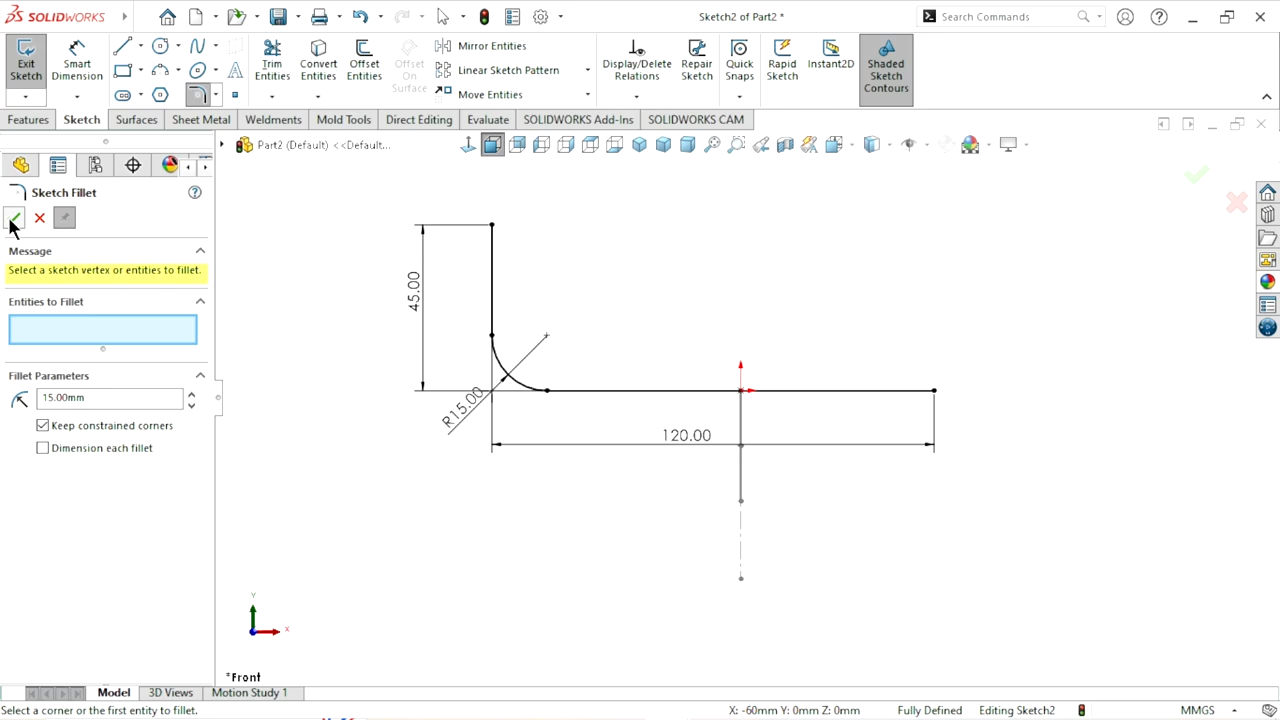 SOLIDWORKS
Sketch2 of Part2 *
Search Commands
Exit Sketch
Smart Dimension
Trim Entities
Convert Entities
Offset Entities
Offset On Surface
Mirror Entities
Linear Sketch Pattern
Move Entities
Display/Delete Relations
Repair Sketch
Quick Snaps
Rapid Sketch
Instant2D
Shaded Sketch Contours
Features
Sketch
Surfaces
Sheet Metal
Weldments
Mold Tools
Direct Editing
Evaluate
SOLIDWORKS Add-Ins
SOLIDWORKS CAM
Part2 (Default) <<Default...
Sketch Fillet
Message
Select a sketch vertex or entities to fillet.
Entities to Fillet
Fillet Parameters
15.00mm
Keep constrained corners
Dimension each fillet
45.00
R15.00
120.00
Y
X
*Front
Model
3D Views
Motion Study 1
Select a corner or the first entity to fillet.
X: -60mm Y: 0mm Z: 0mm
Fully Defined
Editing Sketch2
MMGS